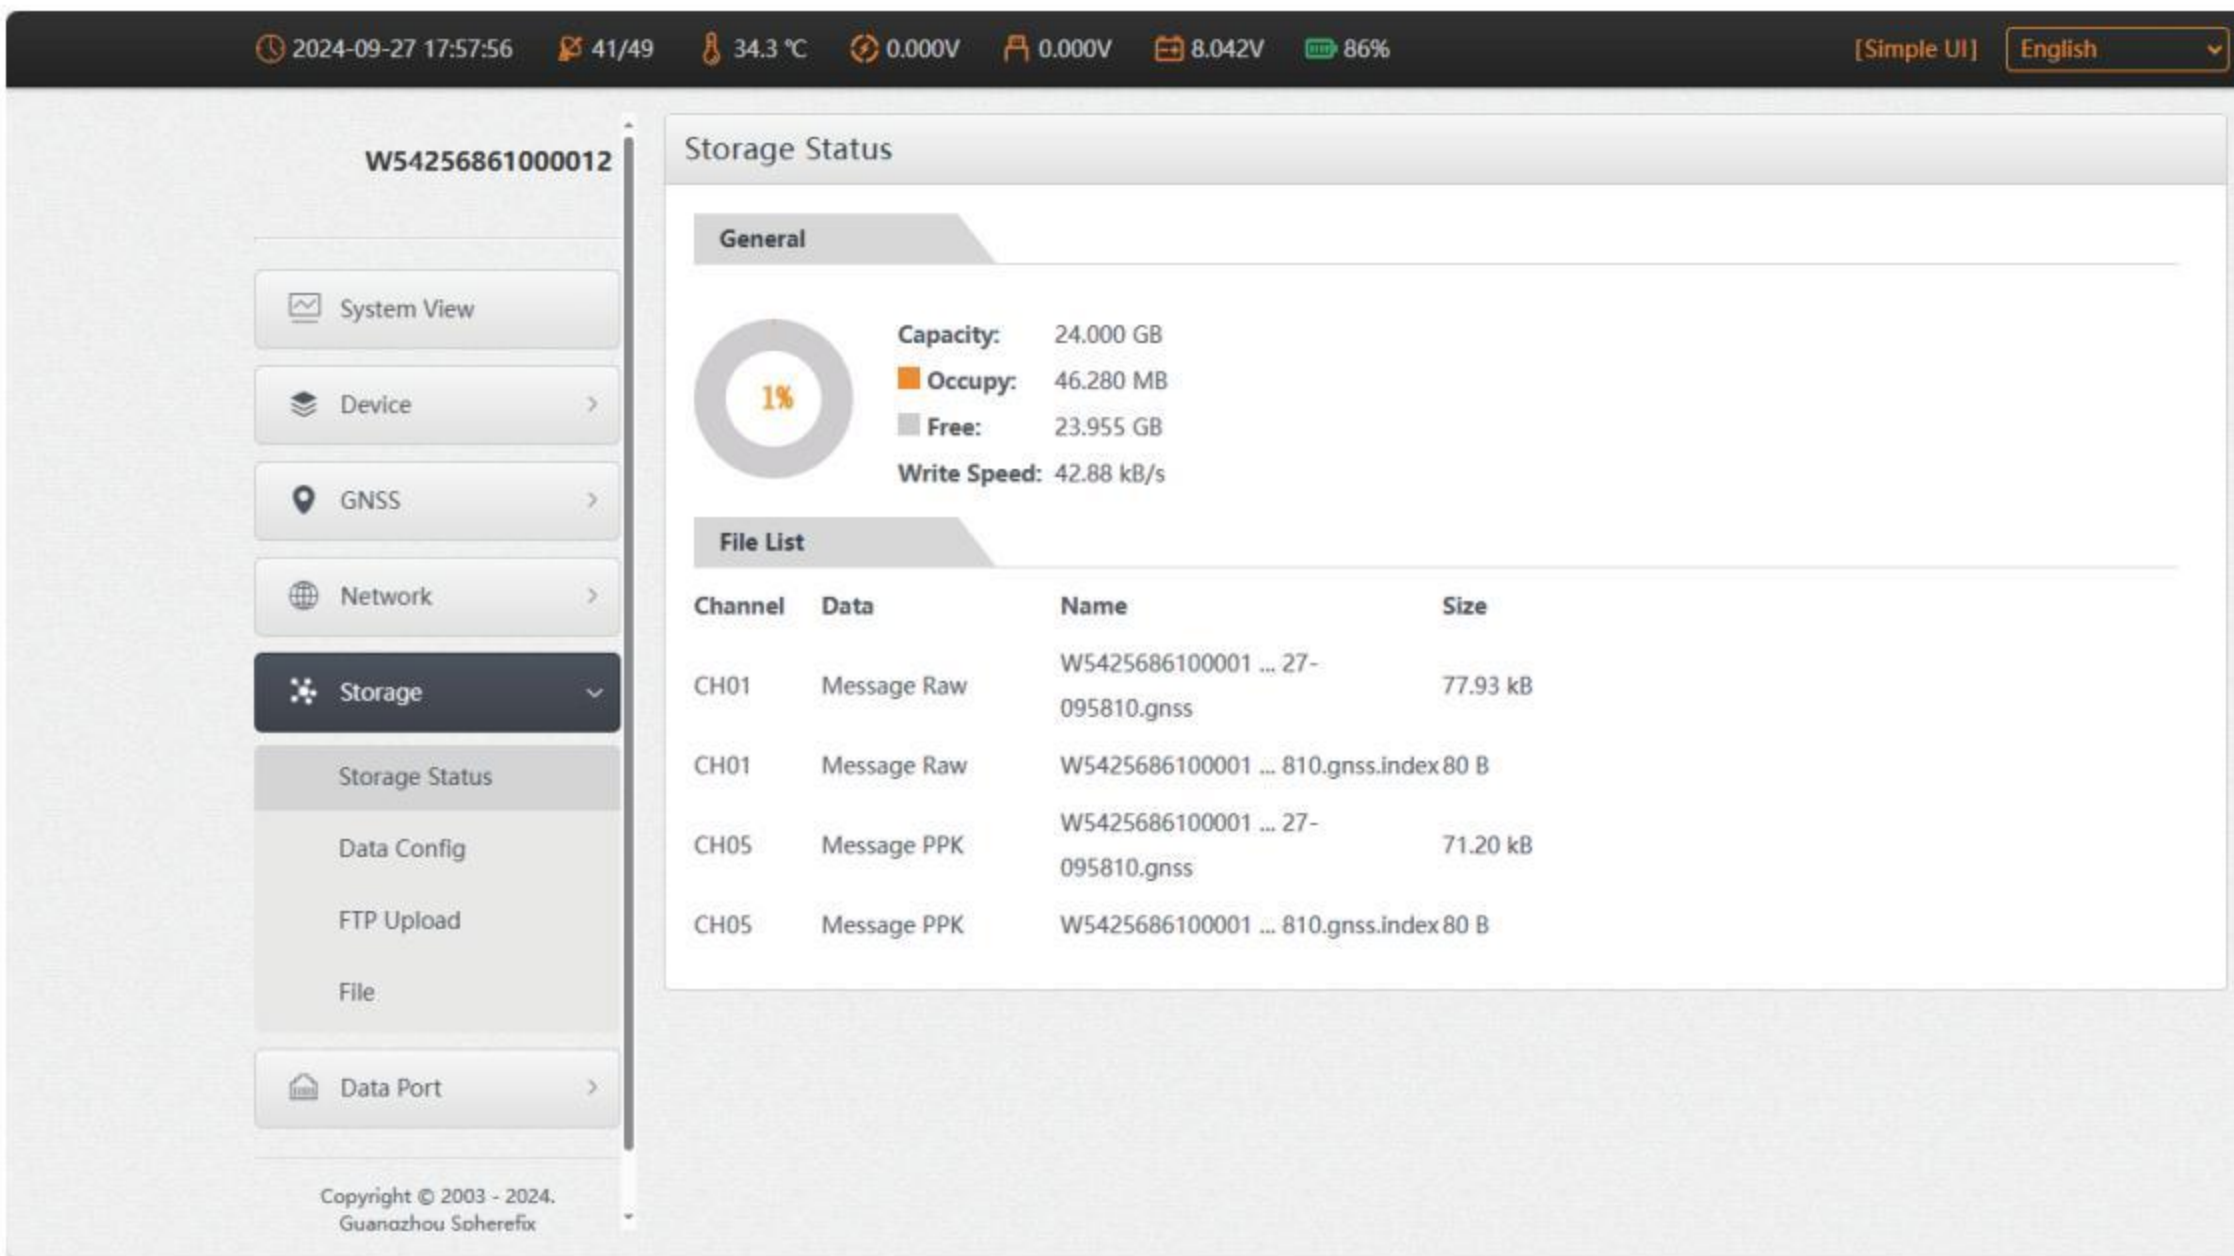 2024-09-27 17:57:56 41/49 34.3 ℃ 0.000V 0.000V 8.042V 86% [Simple UI] English
W54256861000012
System View
Device
GNSS
Network
Storage
Storage Status
Data Config
FTP Upload
File
Data Port
Copyright © 2003 - 2024.
Guangzhou Spherefix
Storage Status
General
1%
Capacity: 24.000 GB
Occupy: 46.280 MB
Free: 23.955 GB
Write Speed: 42.88 kB/s
File List
Channel Data Name Size
CH01 Message Raw W5425686100001 ... 27-
095810.gnss 77.93 kB
CH01 Message Raw W5425686100001 ... 810.gnss.index 80 B
CH05 Message PPK W5425686100001 ... 27-
095810.gnss 71.20 kB
CH05 Message PPK W5425686100001 ... 810.gnss.index 80 B